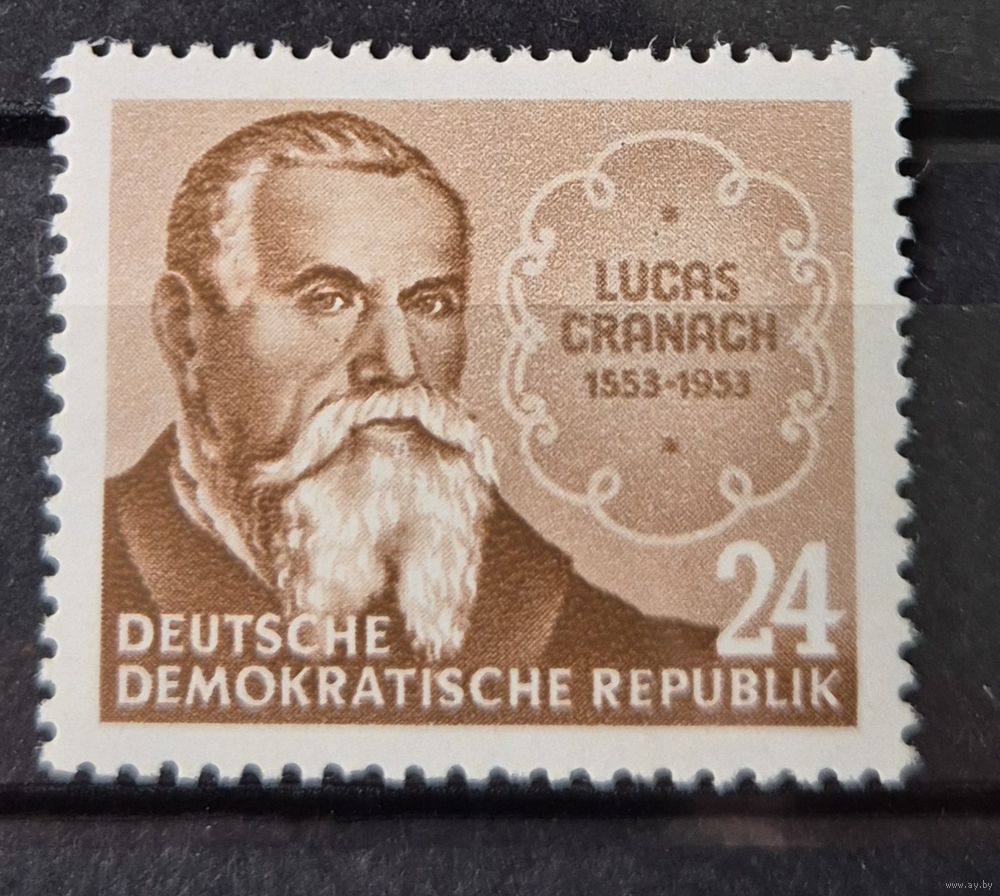 LUCAS
CRANACH
1553-1953
24
DEUTSCHE
DEMOKRATISCHE REPUBLIK
www.ay.by